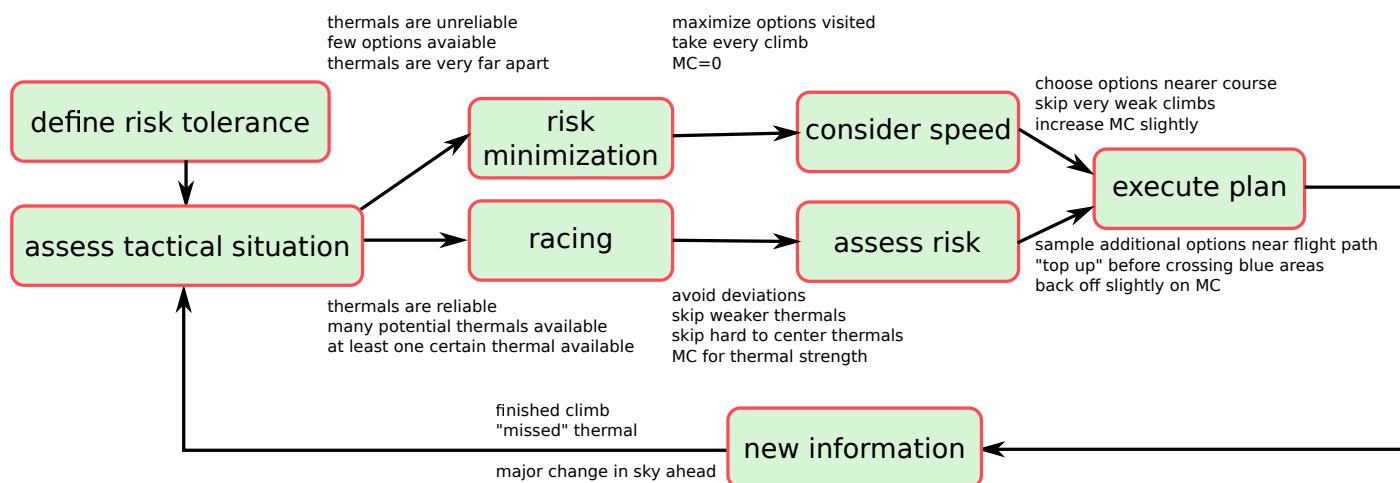 thermals are unreliable
few options avaiable
thermals are very far apart
maximize options visited
take every climb
MC=0
choose options nearer course
skip very weak climbs
increase MC slightly
define risk tolerance
risk
minimization
consider speed
execute plan
assess tactical situation
racing
assess risk
sample additional options near flight path
"top up" before crossing blue areas
back off slightly on MC
thermals are reliable
many potential thermals available
at least one certain thermal available
avoid deviations
skip weaker thermals
skip hard to center thermals
MC for thermal strength
finished climb
"missed" thermal
major change in sky ahead
new information